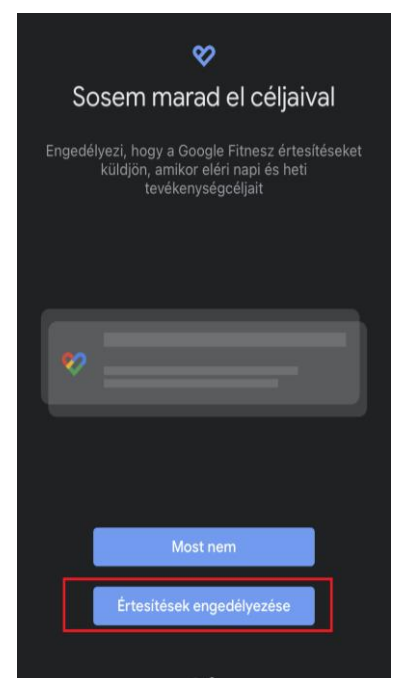 Sosem marad el céljaival
Engedélyezi, hogy a Google Fitnesz értesítéseket
küldjön, amikor eléri napi és heti
tevékenységcéljait
Most nem
Értesítések engedélyezése